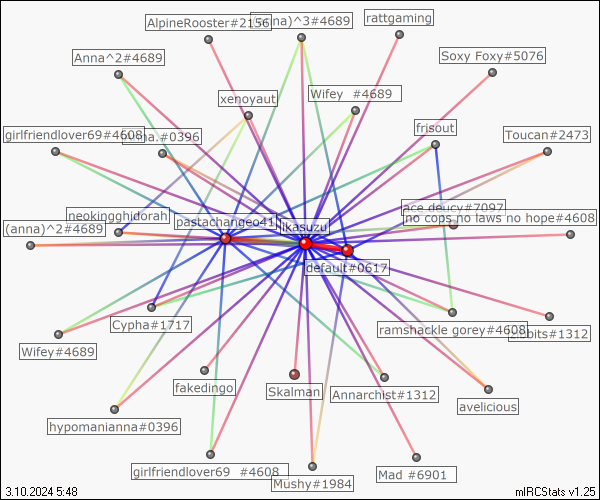 AlpineRooster#2156
(anna)^3#4689
rattgaming
Anna^2#4689
Soxy Foxy#5076
xenoyaut
Wifey #4689
girlfriendlover69#4608
#0396
frisout
Toucan#2473
neokingghidorah
pastachangeo41
ikasuzu
ace deucy#7097
no cops no laws no hope#4608
(anna)^2#4689
default#0617
Cypha#1717
ramshackle gorey#4608
#1312
Wifey#4689
fakedingo
Skalman
Annarchist#1312
avelicious
hypomanianna#0396
girlfriendlover69 #4608
Mushy#1984
Mad #6901
3.10.2024 5:48
mIRCStats v1.25